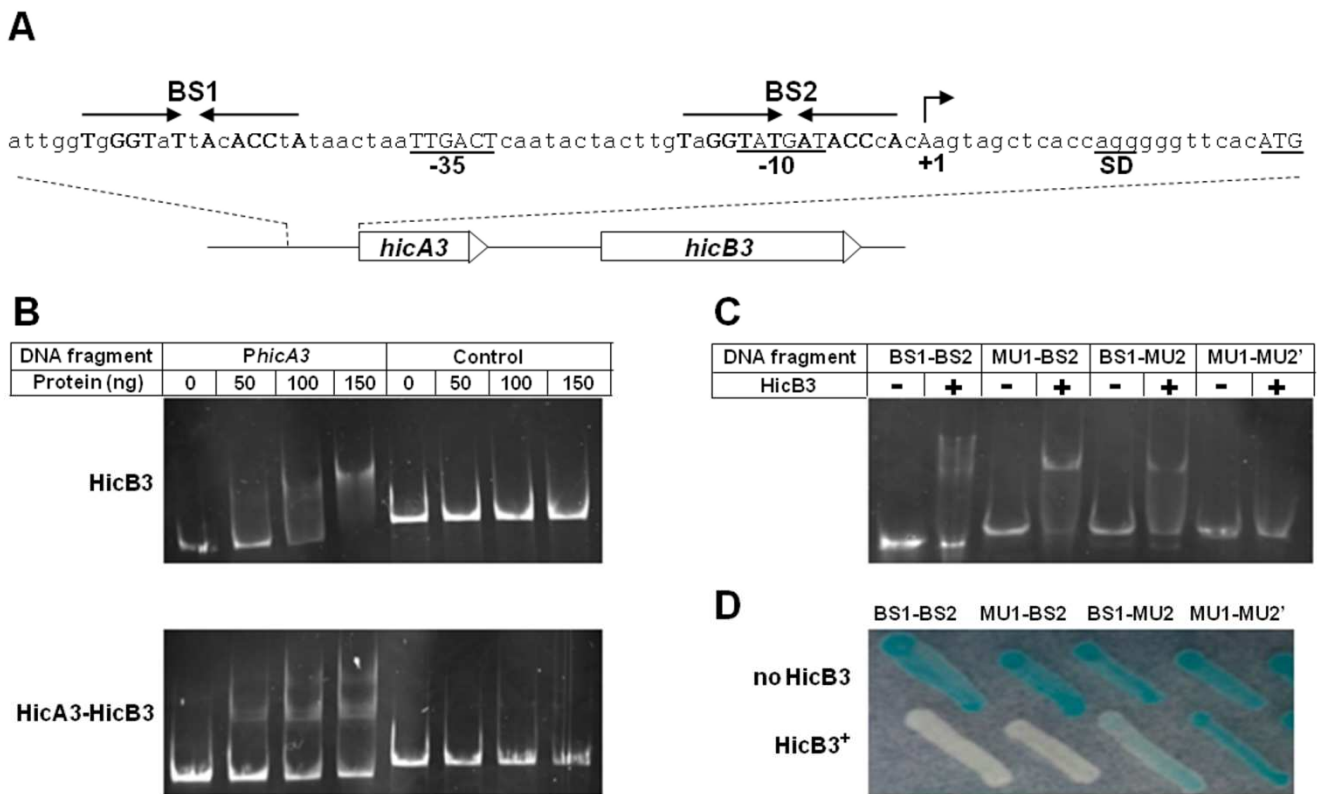 A
BS1 BS2
attggTgGGTaTtAcACCtAtaactaaTTGACTcaatactacttgTaGGTATGATACCCcAcAagtagctcaccagggggttcacATG
-35 -10 +1 SD
hicA3 hicB3
B
DNA fragment PhicA3 Control
Protein (ng) 0 50 100 150 0 50 100 150
HicB3
HicA3-HicB3
C
DNA fragment BS1-BS2 MU1-BS2 BS1-MU2 MU1-MU2'
HicB3 - + - + - + - +
D
BS1-BS2 MU1-BS2 BS1-MU2 MU1-MU2'
no HicB3
HicB3+